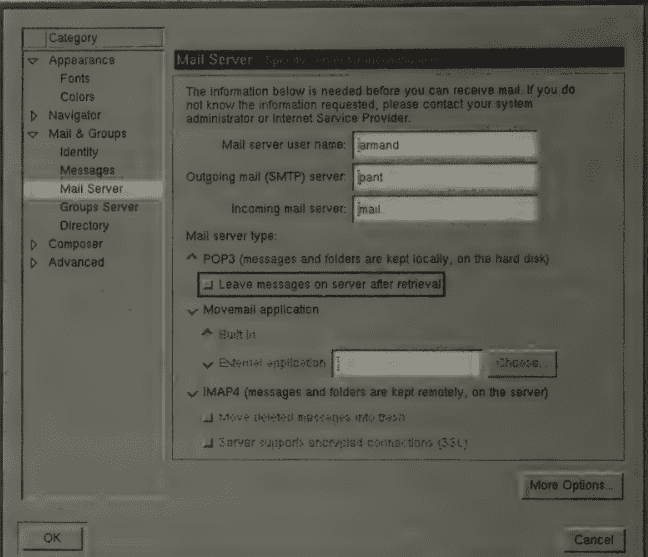 Category
Appearance
Fonts
Colors
Navigator
Mail & Groups
Identity
Messages
Mail Server
Groups Server
Directory
Composer
Advanced
Mail Server
The information below is needed before you can receive mail. If you do
not know the information requested, please contact your system
administrator or Internet Service Provider.
Mail server user name: armand
Outgoing mail (SMTP) server: pant
Incoming mail server: mail
Mail server type:
POP3 (messages and folders are kept locally, on the hard disk)
Leave messages on server after retrieval
Movemail application
Built in
External application Choose...
IMAP4 (messages and folders are kept remotely, on the server)
Move deleted messages into trash
Server supports encrypted connections (SSL)
More Options...
OK
Cancel